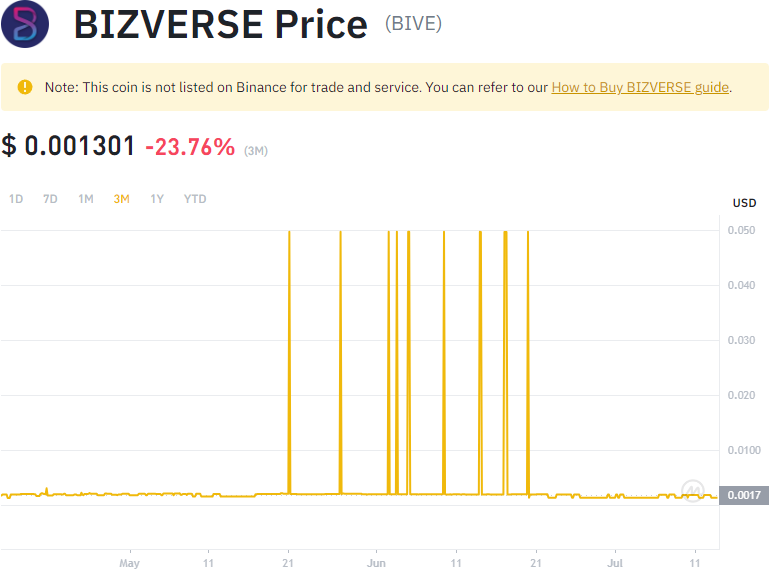 BIZVERSE Price (BIVE)
Note: This coin is not listed on Binance for trade and service. You can refer to our How to Buy BIZVERSE guide.
$ 0.001301 -23.76% (3M)
1D 7D 1M 3M 1Y YTD
USD
0.050
0.040
0.030
0.020
0.0100
0.0017
May 11 21 Jun 11 21 Jul 11